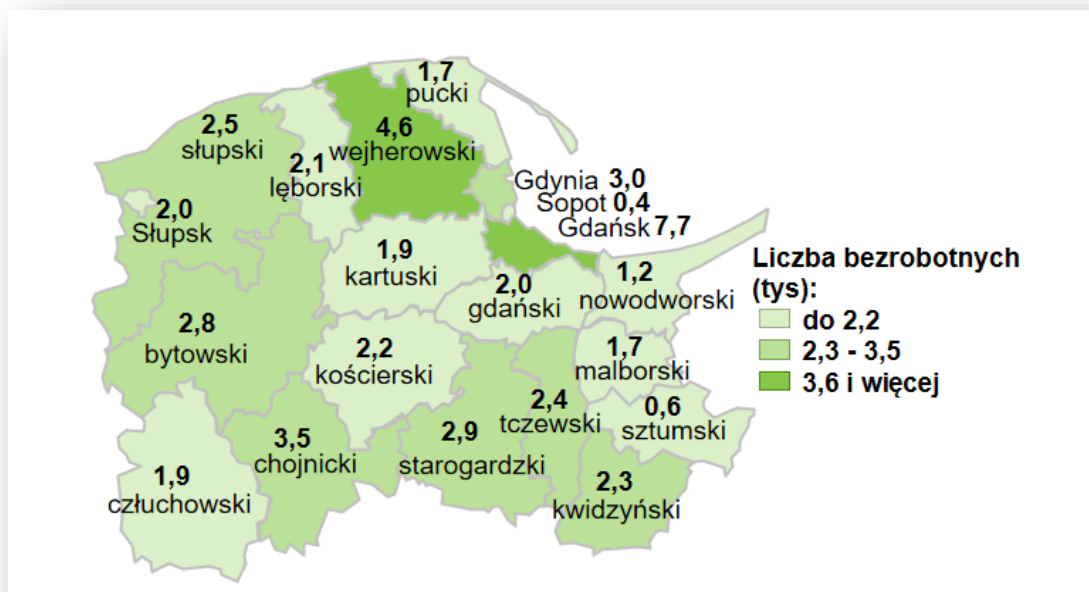 1,7
pucki
2,5
słupski
4,6
wejherowski
2,1
lęborski
Gdynia 3,0
Sopot 0,4
Gdańsk 7,7
2,0
Słupsk
1,9
kartuski
2,0
gdański
1,2
nowodworski
2,8
bytowski
2,2
kościerski
1,7
malborski
0,6
sztumski
2,4
tczewski
3,5
chojnicki
2,9
starogardzki
1,9
człuchowski
2,3
kwidzyński
Liczba bezrobotnych
(tys):
do 2,2
2,3 - 3,5
3,6 i więcej